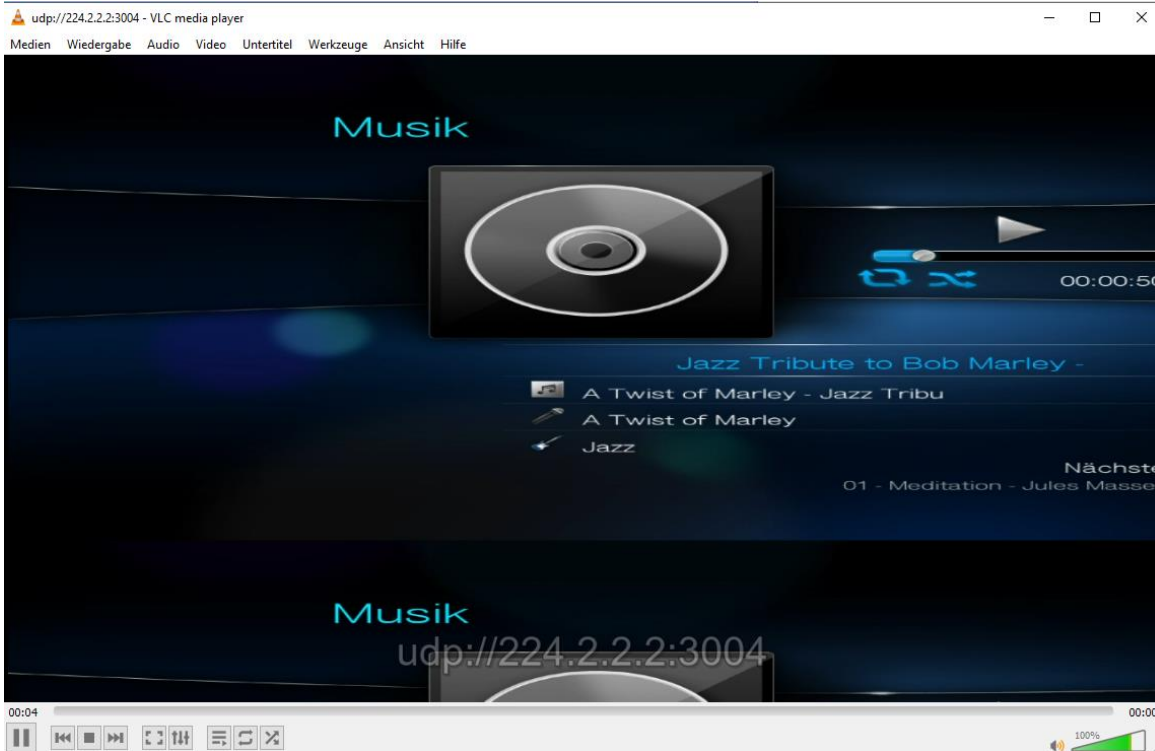 udp://224.2.2.2:3004 - VLC media player
Medien Wiedergabe Audio Video Untertitel Werkzeuge Ansicht Hilfe
Musik
00:00:50
Jazz Tribute to Bob Marley -
A Twist of Marley - Jazz Tribu
A Twist of Marley
Jazz
Nächste
01 - Meditation - Jules Masse
Musik
udp://224.2.2.2:3004
00:04 00:00
100%